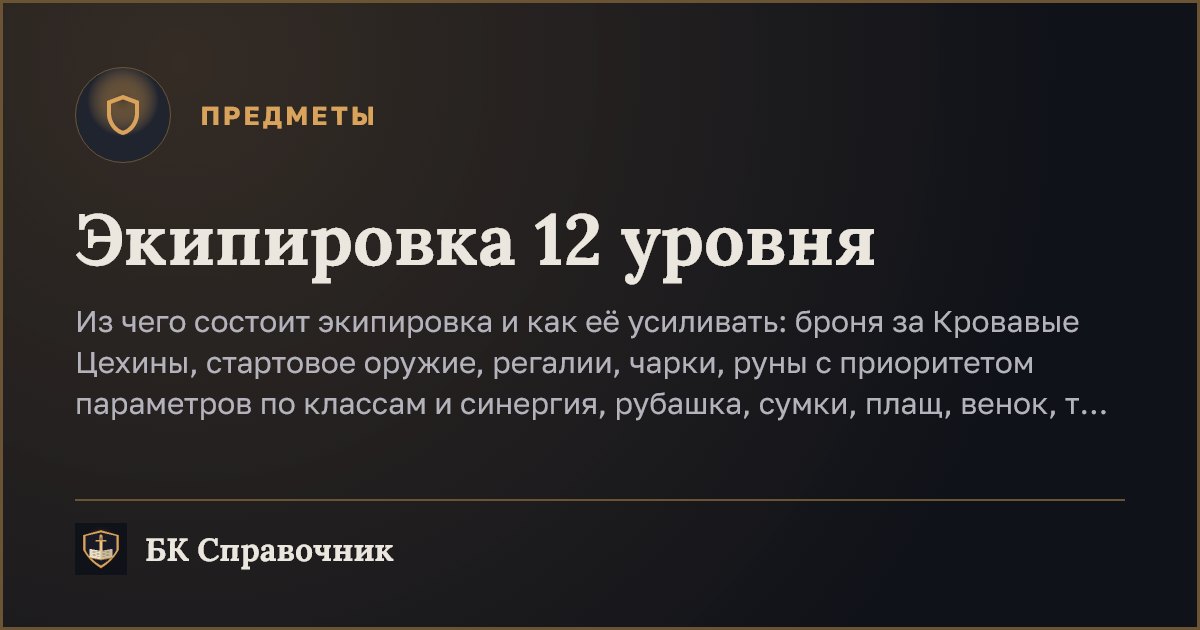 ПРЕДМЕТЫ
Экипировка 12 уровня
Из чего состоит экипировка и как её усиливать: броня за Кровавые
Цехины, стартовое оружие, регалии, чарки, руны с приоритетом
параметров по классам и синергия, рубашка, сумки, плащ, венок, т…
БК Справочник